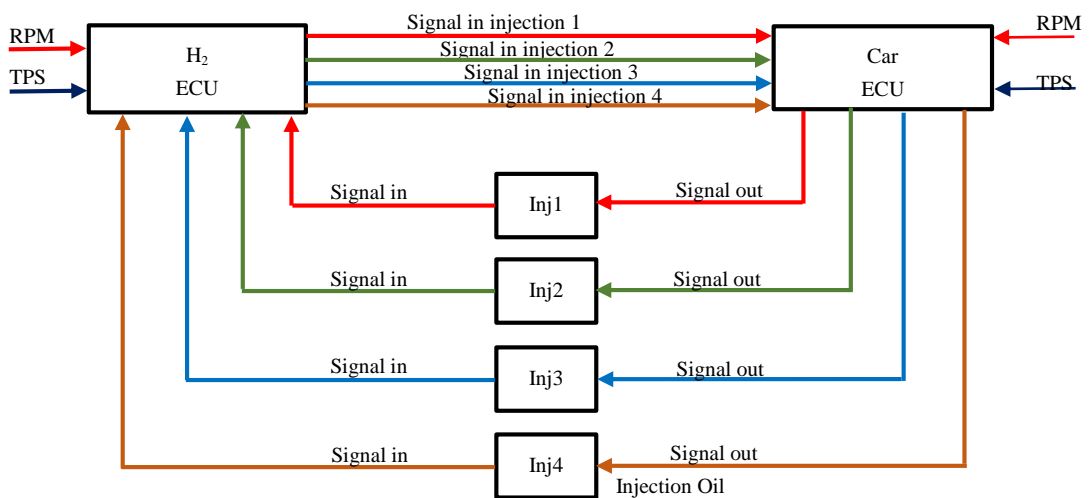 Signal in injection 1
RPM
RPM
H₂
ECU
Signal in injection 2
Car
ECU
TPS
Signal in injection 3
TPS
Signal in injection 4
Signal in
Inj1
Signal out
Signal in
Inj2
Signal out
Signal in
Inj3
Signal out
Signal in
Inj4
Signal out
Injection Oil